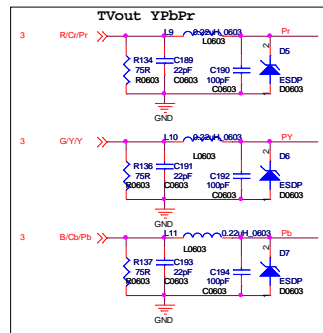 TVout YPbPr
3 R/Cr/Pr L9 0.22uH_0603 Pr
L0603 D5
R134 C189 C190 2
75R 22pF 100pF ESDP
R0603 C0603 C0603 1 D0603
GND
3 G/Y/Y L10 0.22uH_0603 PY
L0603 D6
R136 C191 C192 2
75R 22pF 100pF ESDP
R0603 C0603 C0603 1 D0603
GND
3 B/Cb/Pb L11 0.22uH_0603 Pb
L0603 D7
R137 C193 C194 2
75R 22pF 100pF ESDP
R0603 C0603 C0603 1 D0603
GND